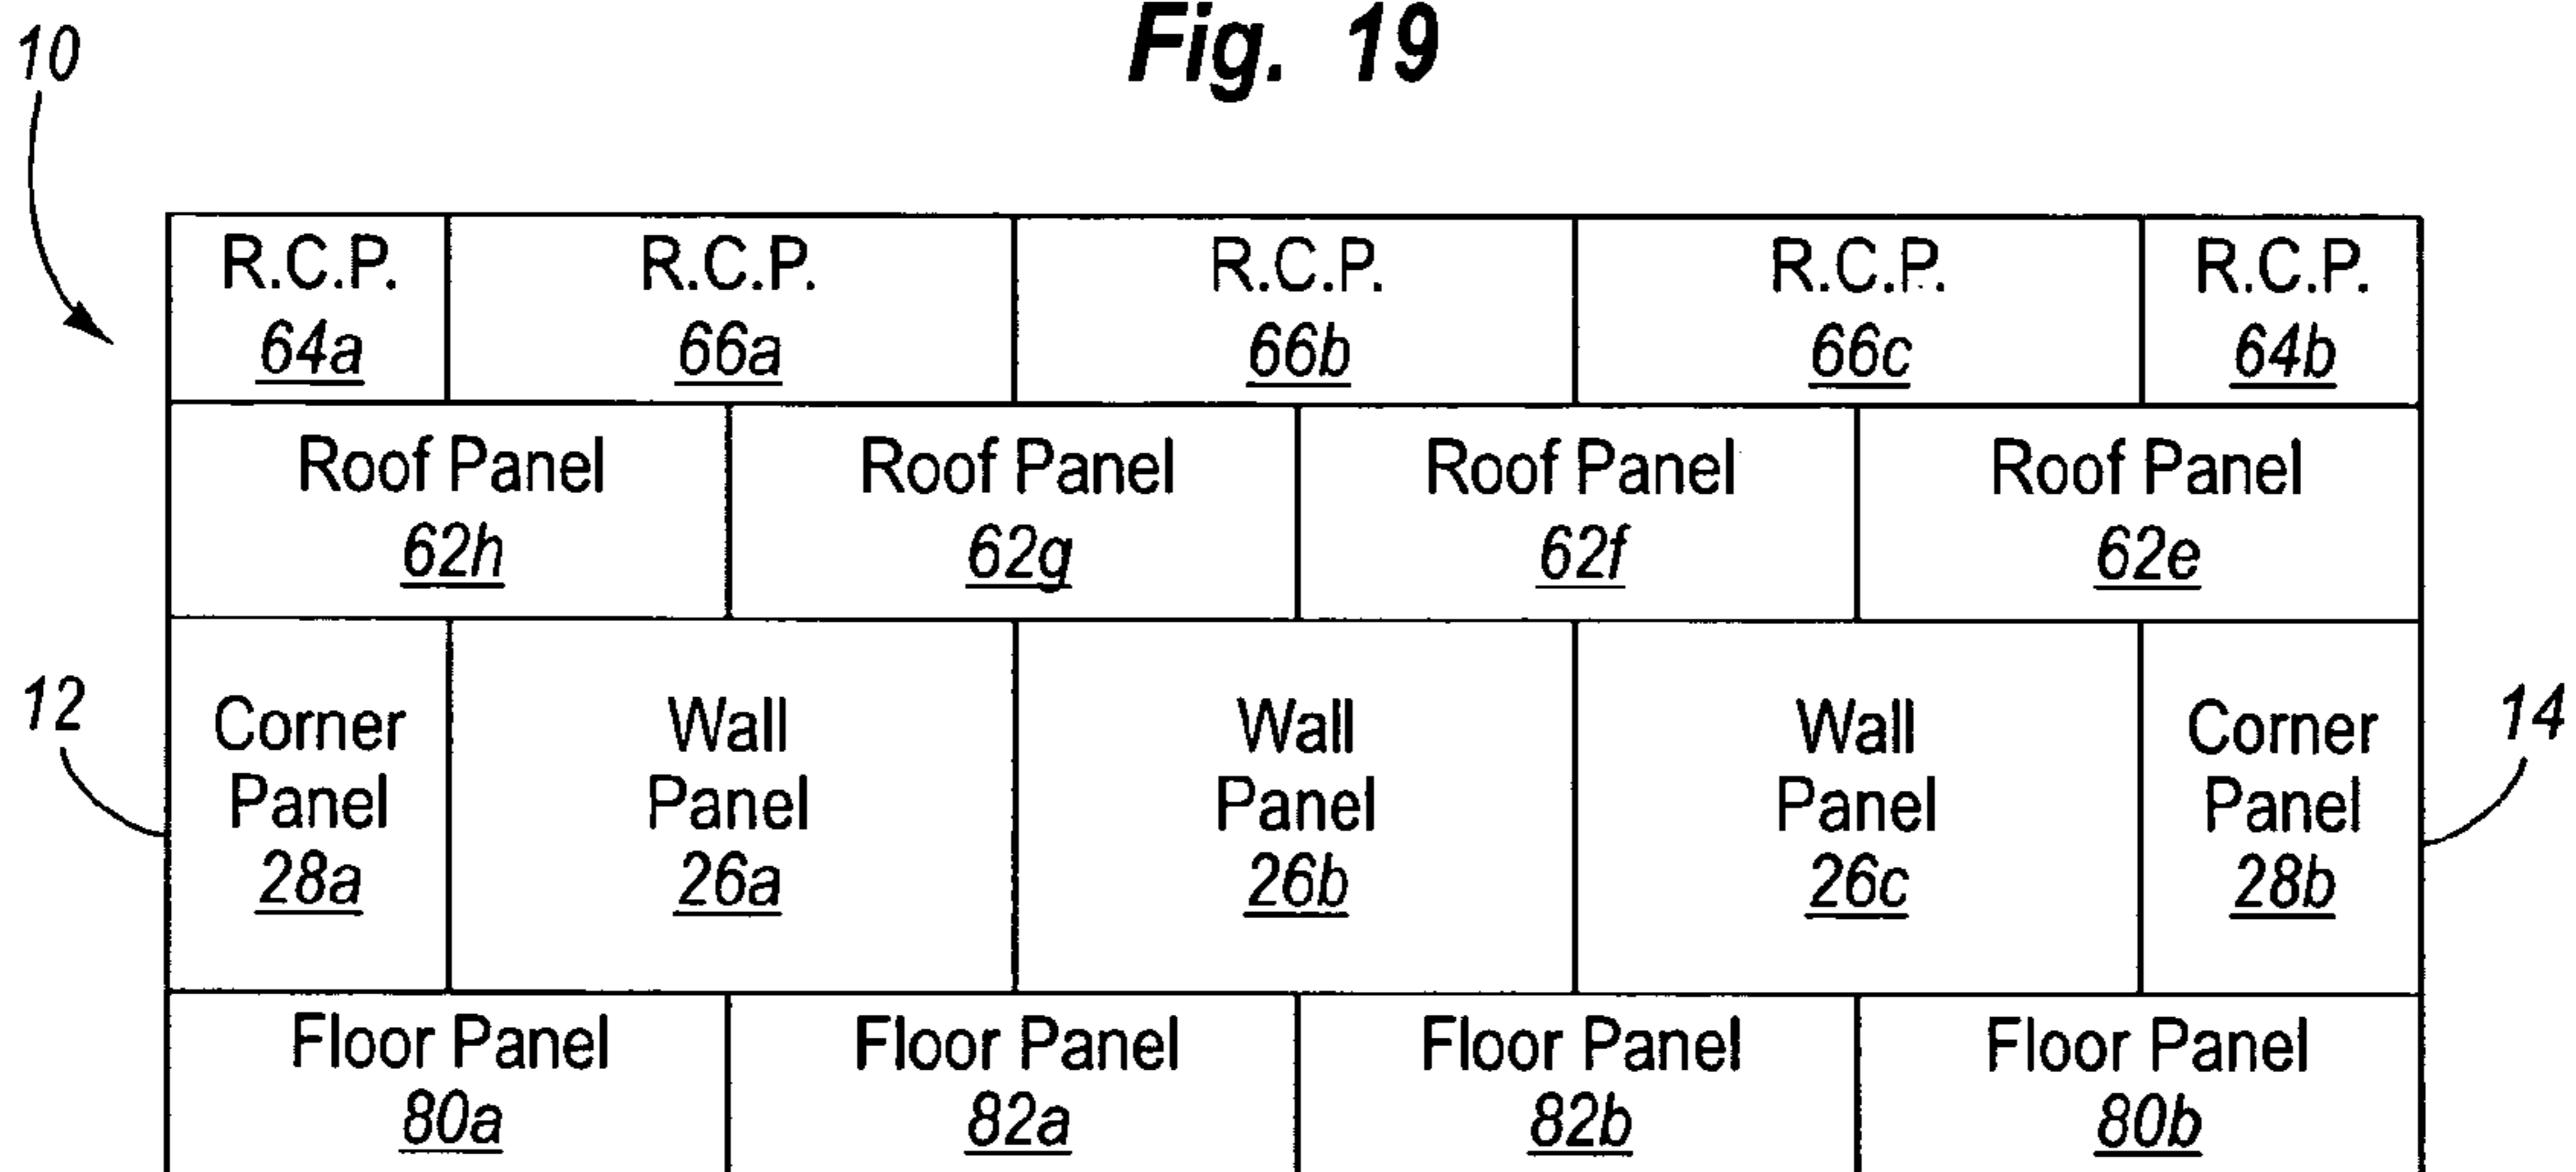 Fig. 19
10
R.C.P. R.C.P. R.C.P. R.C.P. R.C.P.
64a 66a 66b 66c 64b
Roof Panel Roof Panel Roof Panel Roof Panel
62h 62g 62f 62e
12
14
Corner Wall Wall Wall Corner
Panel Panel Panel Panel Panel
28a 26a 26b 26c 28b
Floor Panel Floor Panel Floor Panel Floor Panel
80a 82a 82b 80b